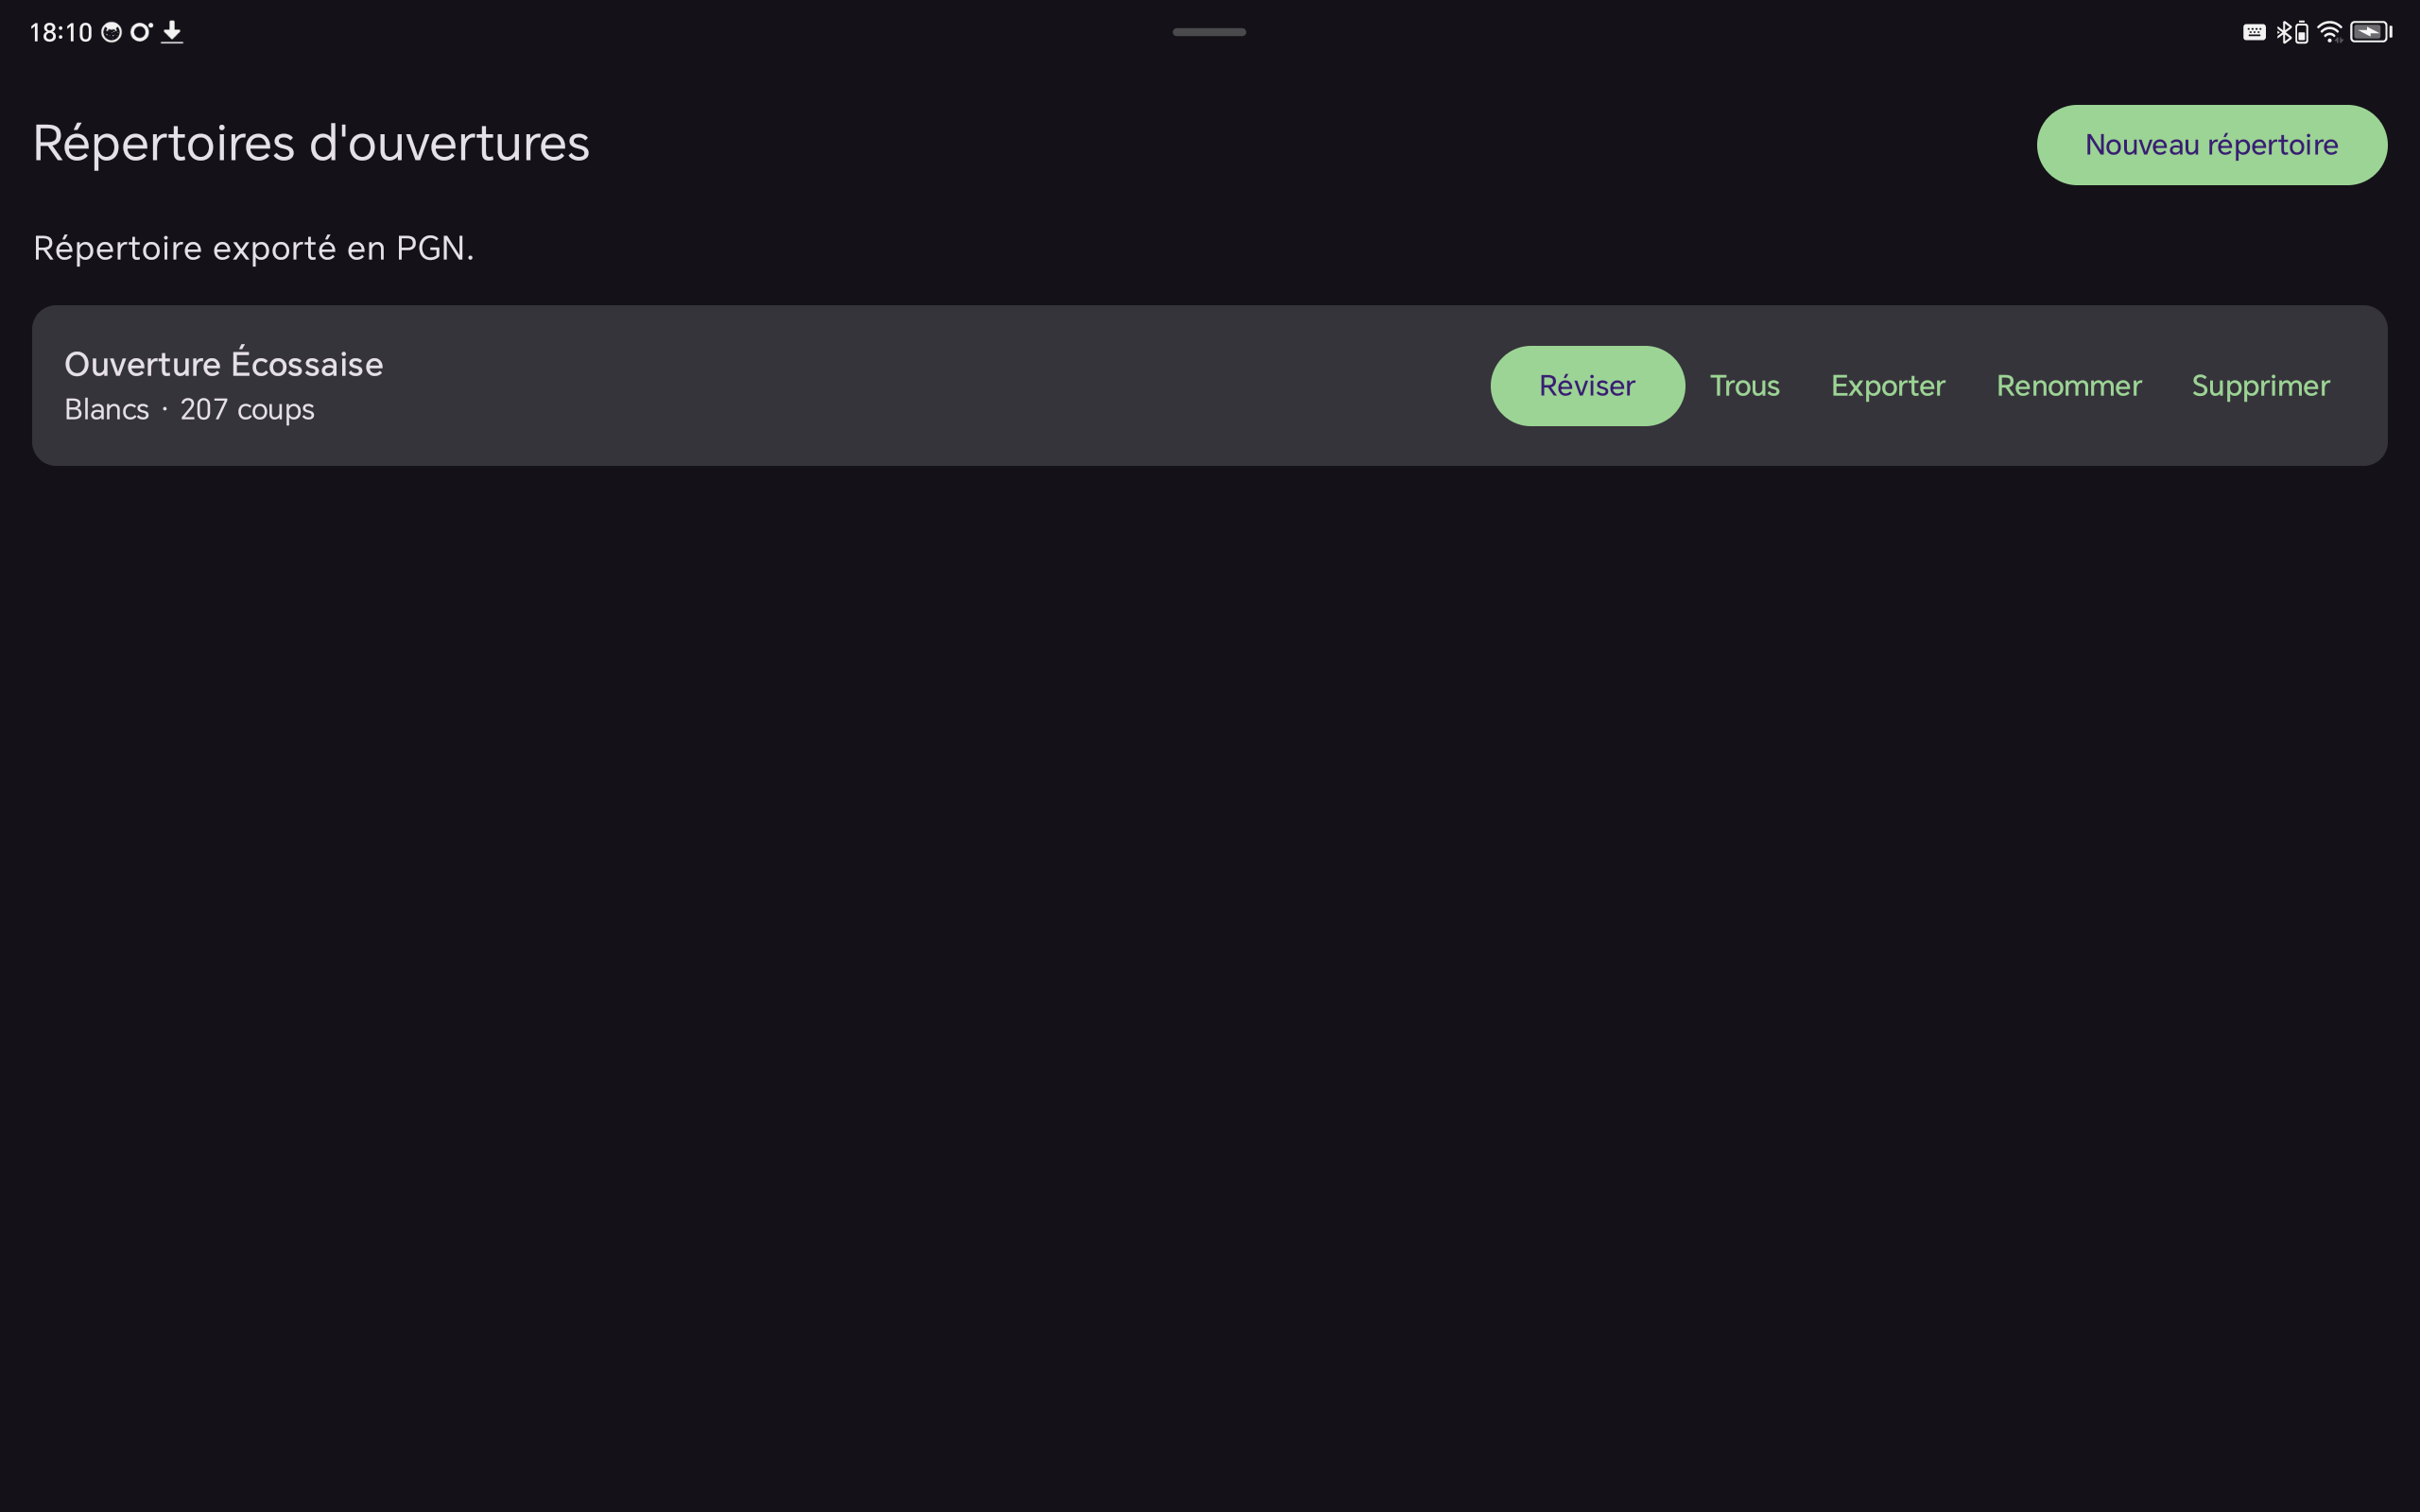 18:10
Répertoires d'ouvertures
Nouveau répertoire
Répertoire exporté en PGN.
Ouverture Écossaise
Blancs · 207 coups
Réviser
Trous
Exporter
Renommer
Supprimer